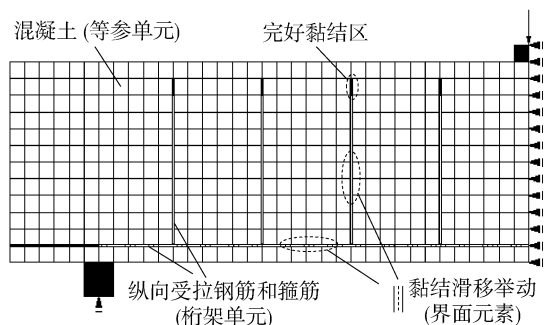 混凝土 (等参单元)
完好黏结区
纵向受拉钢筋和箍筋
(桁架单元)
黏结滑移举动
(界面元素)